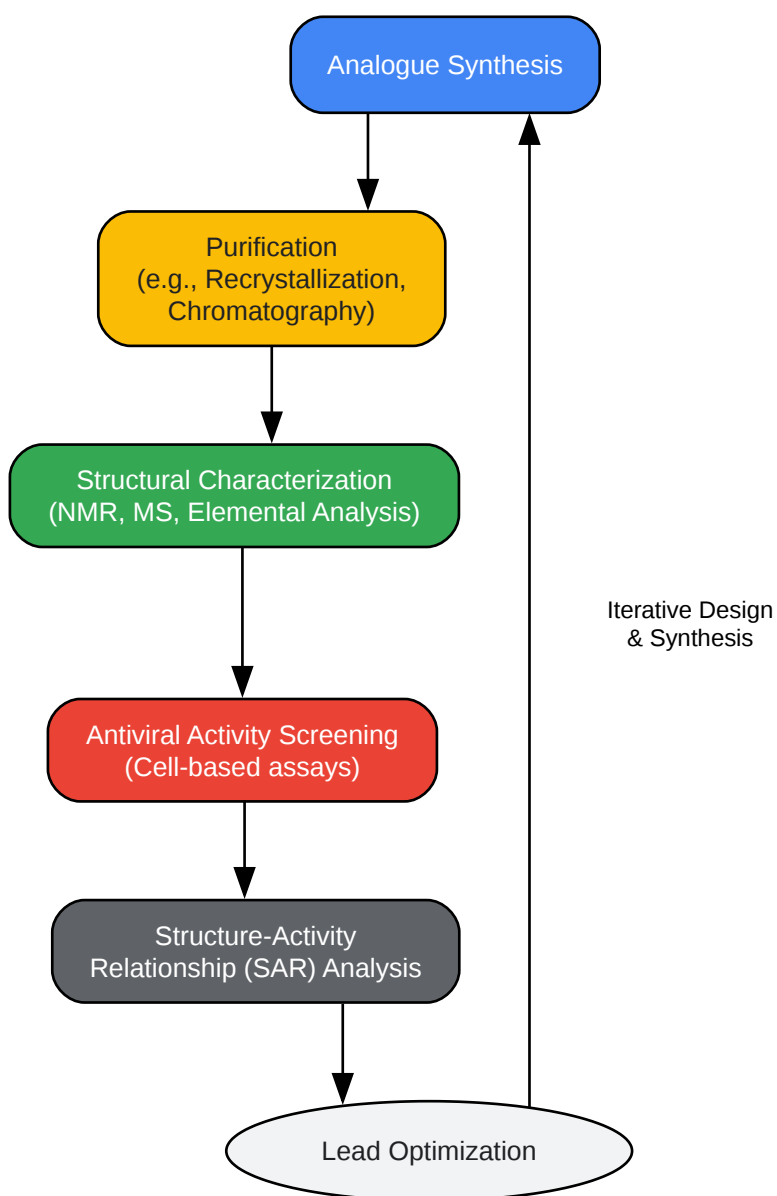 Analogue Synthesis
Purification
(e.g., Recrystallization,
Chromatography)
Structural Characterization
(NMR, MS, Elemental Analysis)
Iterative Design
& Synthesis
Antiviral Activity Screening
(Cell-based assays)
Structure-Activity
Relationship (SAR) Analysis
Lead Optimization